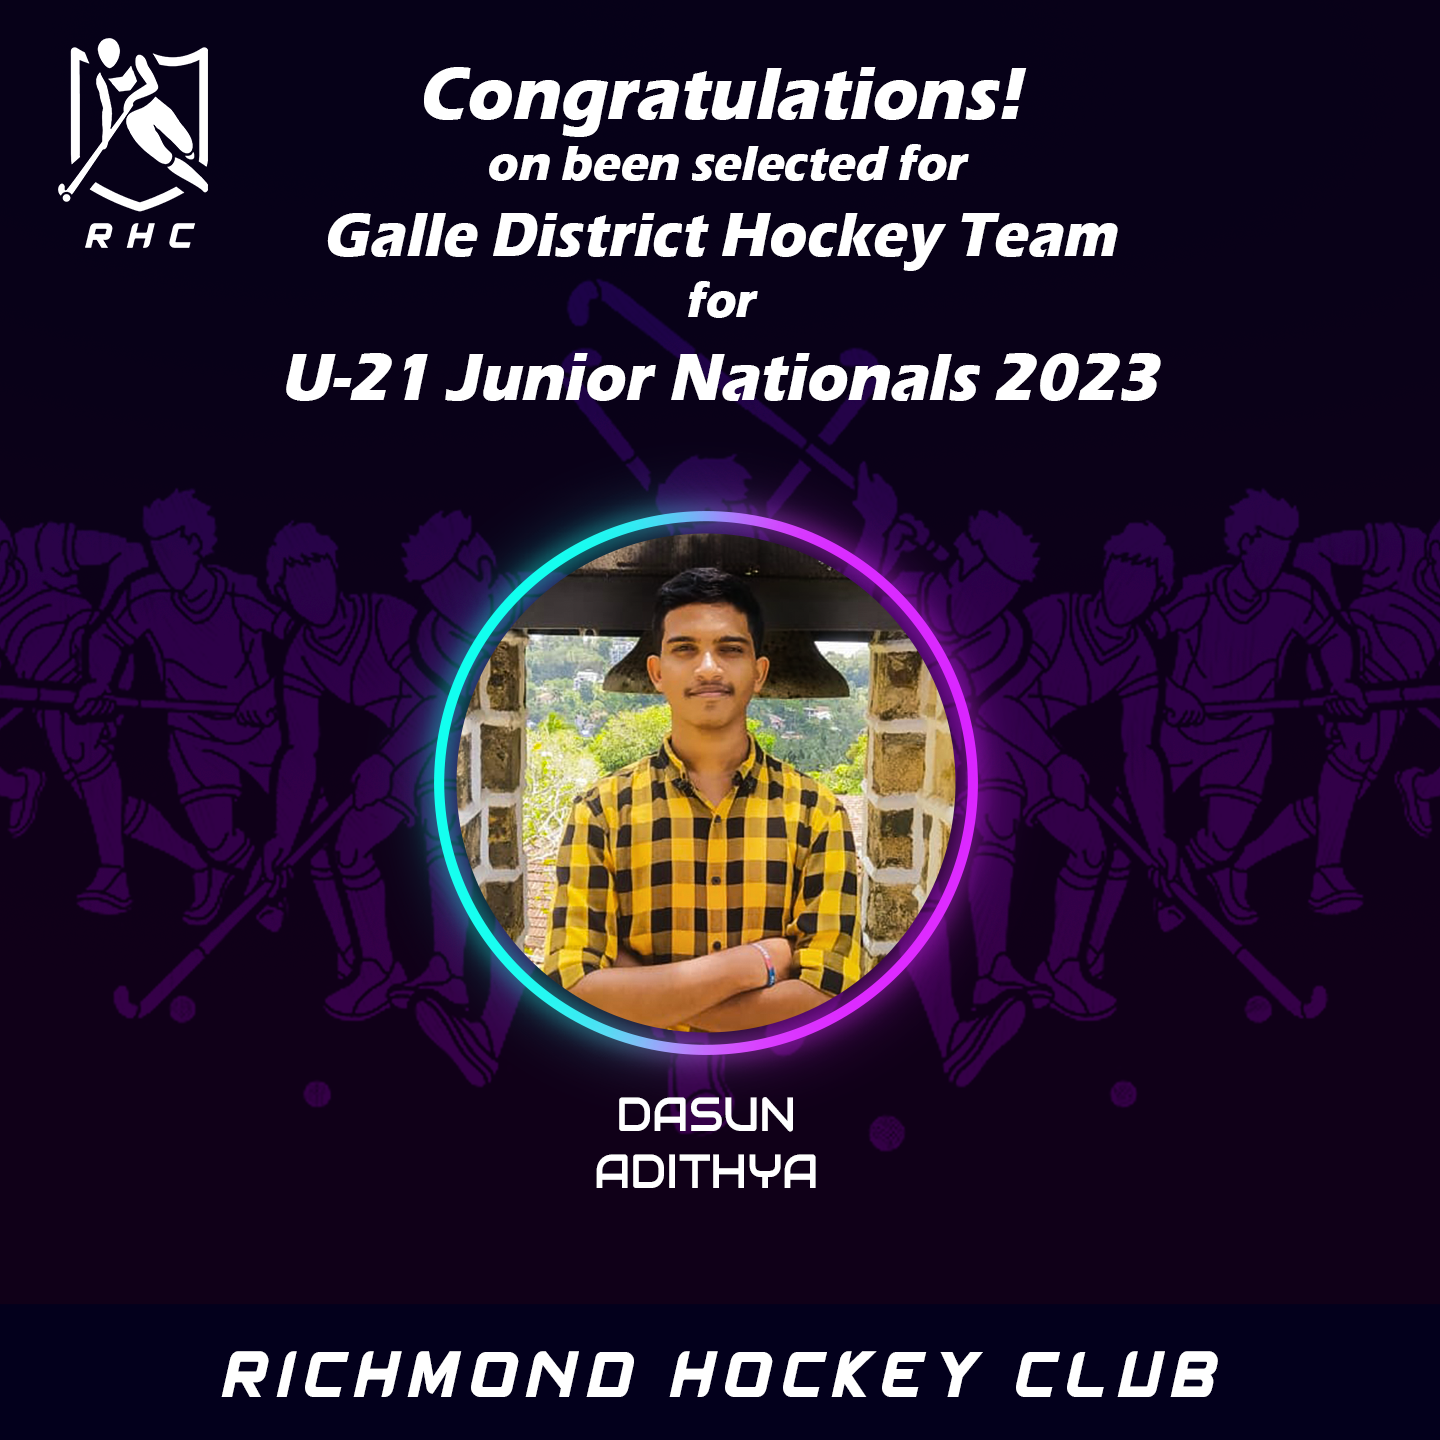 RHC
Congratulations!
on been selected for
Galle District Hockey Team
for
U-21 Junior Nationals 2023
DASUN
ADITHYA
RICHMOND HOCKEY CLUB